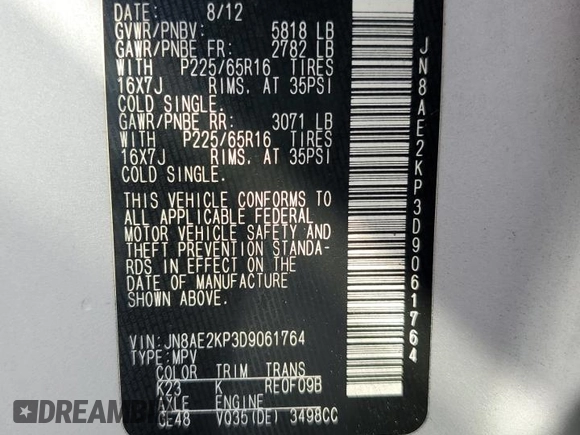 DATE: 8/12
GVWR/PNBV: 5818 LB
GAWR/PNBE FR: 2782 LB
WITH P225/65R16 TIRES
16X7J RIMS. AT 35PSI
COLD SINGLE.
GAWR/PNBE RR: 3071 LB
WITH P225/65R16 TIRES
16X7J RIMS. AT 35PSI
COLD SINGLE.
THIS VEHICLE CONFORMS TO
ALL APPLICABLE FEDERAL
MOTOR VEHICLE SAFETY AND
THEFT PREVENTION STANDA-
RDS IN EFFECT ON THE
DATE OF MANUFACTURE
SHOWN ABOVE.
VIN: JN8AE2KP3D9061764
TYPE: MPV
COLOR TRIM TRANS
K23 K RE0F09B
AXLE ENGINE
GE48 VQ35(DE) 3498CC
JN8AE2KP3D9061764